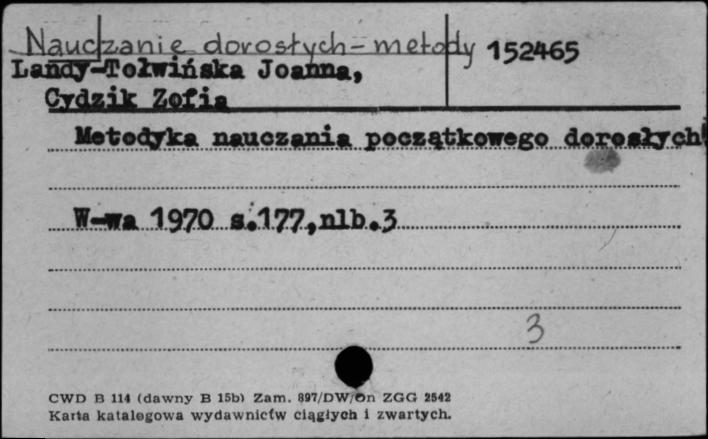 Nauczanie dorosłych - metody 152465
Landy-Tołwińska Joanna,
Cydzik Zofia
Metodyka nauczania początkowego dorosłych
W-wa 1970 s.177,nlb.3
3
CWD B 114 (dawny B 15b) Zam. 897/DW/On ZGG 2542
Karta katalogowa wydawnictw ciągłych i zwartych.